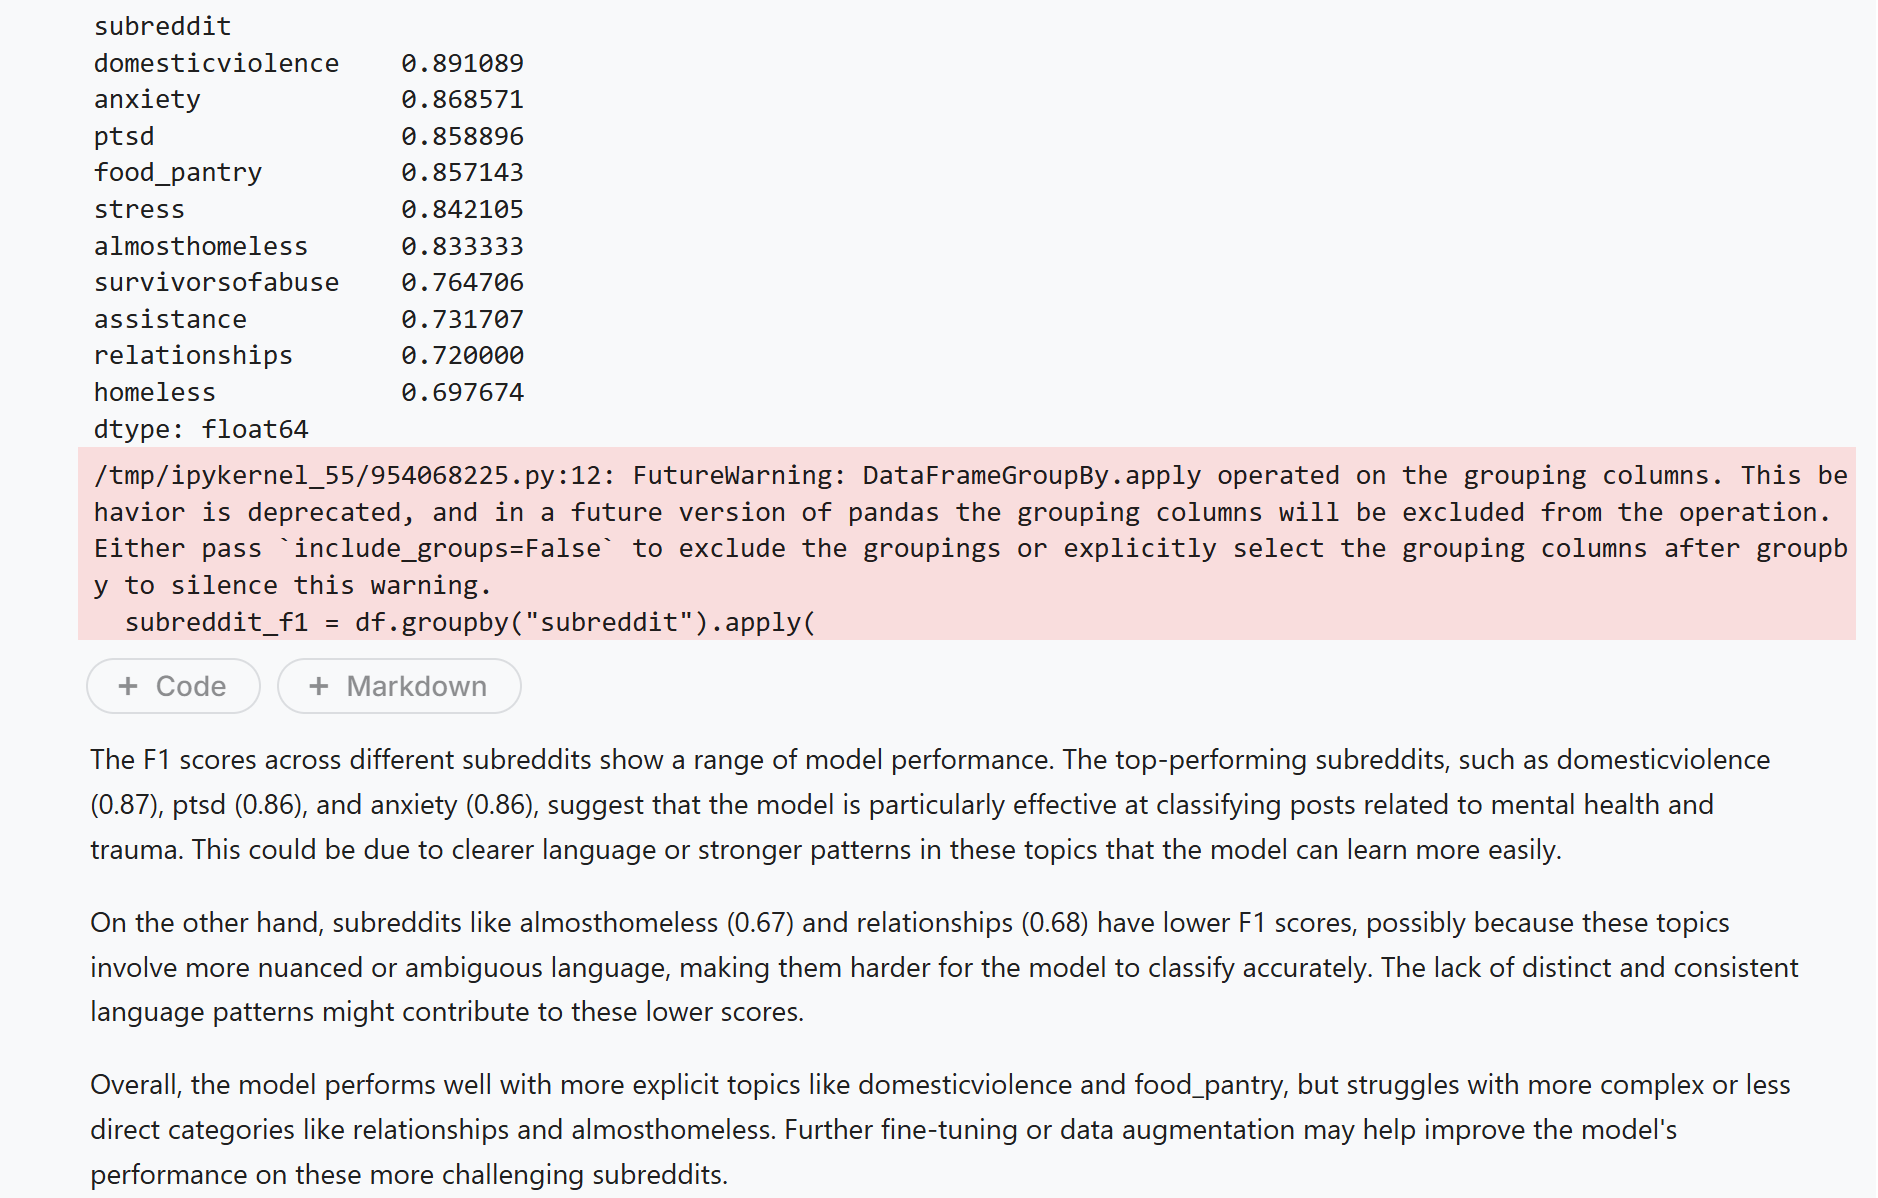 subreddit
domesticviolence    0.891089
anxiety             0.868571
ptsd                0.858896
food_pantry         0.857143
stress              0.842105
almosthomeless      0.833333
survivorsofabuse    0.764706
assistance          0.731707
relationships       0.720000
homeless            0.697674
dtype: float64
/tmp/ipykernel_55/954068225.py:12: FutureWarning: DataFrameGroupBy.apply operated on the grouping columns. This be
havior is deprecated, and in a future version of pandas the grouping columns will be excluded from the operation.
Either pass `include_groups=False` to exclude the groupings or explicitly select the grouping columns after groupb
y to silence this warning.
  subreddit_f1 = df.groupby("subreddit").apply(
+ Code + Markdown
The F1 scores across different subreddits show a range of model performance. The top-performing subreddits, such as domesticviolence
(0.87), ptsd (0.86), and anxiety (0.86), suggest that the model is particularly effective at classifying posts related to mental health and
trauma. This could be due to clearer language or stronger patterns in these topics that the model can learn more easily.
On the other hand, subreddits like almosthomeless (0.67) and relationships (0.68) have lower F1 scores, possibly because these topics
involve more nuanced or ambiguous language, making them harder for the model to classify accurately. The lack of distinct and consistent
language patterns might contribute to these lower scores.
Overall, the model performs well with more explicit topics like domesticviolence and food_pantry, but struggles with more complex or less
direct categories like relationships and almosthomeless. Further fine-tuning or data augmentation may help improve the model's
performance on these more challenging subreddits.